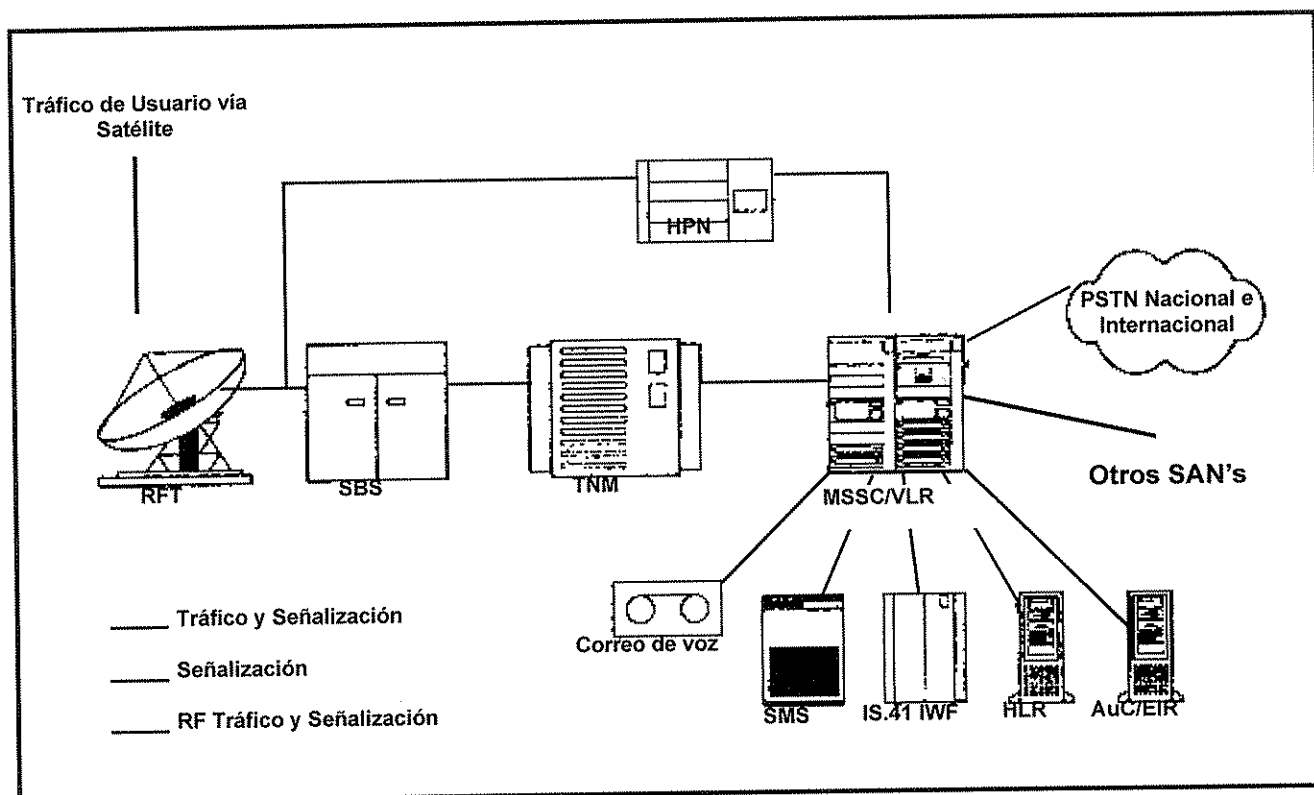 Tráfico de Usuario vía
Satélite
HPN
PSTN Nacional e
Internacional
RFT
SBS
TNM
MSSC/VLR
Otros SAN's
Correo de voz
SMS
IS.41 IWF
HLR
AuC/EIR
Tráfico y Señalización
Señalización
RF Tráfico y Señalización